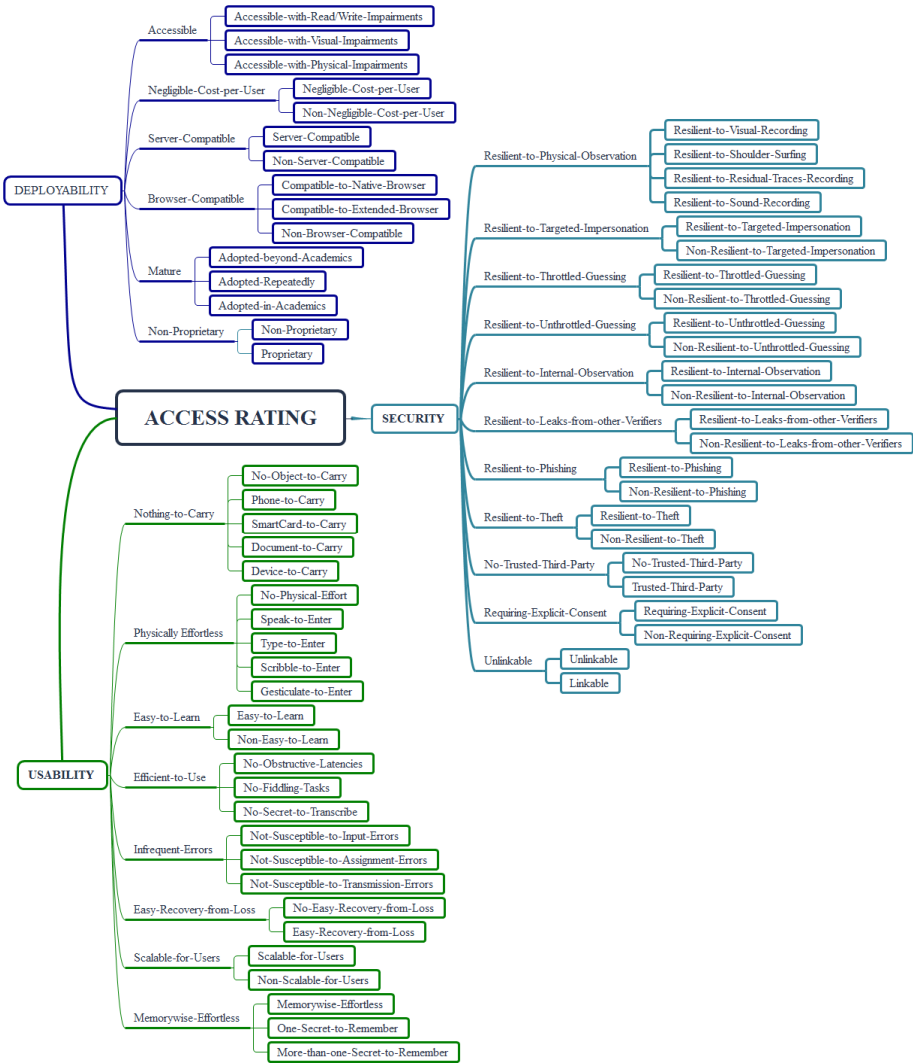 ACCESS RATING
DEPLOYABILITY
Accessible
Accessible-with-Read/Write-Impairments
Accessible-with-Visual-Impairments
Accessible-with-Physical-Impairments
Negligible-Cost-per-User
Negligible-Cost-per-User
Non-Negligible-Cost-per-User
Server-Compatible
Server-Compatible
Non-Server-Compatible
Browser-Compatible
Compatible-to-Native-Browser
Compatible-to-Extended-Browser
Non-Browser-Compatible
Mature
Adopted-beyond-Academics
Adopted-Repeatedly
Adopted-in-Academics
Non-Proprietary
Non-Proprietary
Proprietary
SECURITY
Resilient-to-Physical-Observation
Resilient-to-Visual-Recording
Resilient-to-Shoulder-Surfing
Resilient-to-Residual-Traces-Recording
Resilient-to-Sound-Recording
Resilient-to-Targeted-Impersonation
Resilient-to-Targeted-Impersonation
Non-Resilient-to-Targeted-Impersonation
Resilient-to-Throttled-Guessing
Resilient-to-Throttled-Guessing
Non-Resilient-to-Throttled-Guessing
Resilient-to-Unthrottled-Guessing
Resilient-to-Unthrottled-Guessing
Non-Resilient-to-Unthrottled-Guessing
Resilient-to-Internal-Observation
Resilient-to-Internal-Observation
Non-Resilient-to-Internal-Observation
Resilient-to-Leaks-from-other-Verifiers
Resilient-to-Leaks-from-other-Verifiers
Non-Resilient-to-Leaks-from-other-Verifiers
Resilient-to-Phishing
Resilient-to-Phishing
Non-Resilient-to-Phishing
Resilient-to-Theft
Resilient-to-Theft
Non-Resilient-to-Theft
No-Trusted-Third-Party
No-Trusted-Third-Party
Trusted-Third-Party
Requiring-Explicit-Consent
Requiring-Explicit-Consent
Non-Requiring-Explicit-Consent
Unlinkable
Unlinkable
Linkable
USABILITY
Nothing-to-Carry
No-Object-to-Carry
Phone-to-Carry
SmartCard-to-Carry
Document-to-Carry
Device-to-Carry
Physically Effortless
No-Physical-Effort
Speak-to-Enter
Type-to-Enter
Scribble-to-Enter
Gesticulate-to-Enter
Easy-to-Learn
Easy-to-Learn
Non-Easy-to-Learn
Efficient-to-Use
No-Obstructive-Latencies
No-Fiddling-Tasks
No-Secret-to-Transcribe
Infrequent-Errors
Not-Susceptible-to-Input-Errors
Not-Susceptible-to-Assignment-Errors
Not-Susceptible-to-Transmission-Errors
Easy-Recovery-from-Loss
No-Easy-Recovery-from-Loss
Easy-Recovery-from-Loss
Scalable-for-Users
Scalable-for-Users
Non-Scalable-for-Users
Memorywise-Effortless
Memorywise-Effortless
One-Secret-to-Remember
More-than-one-Secret-to-Remember